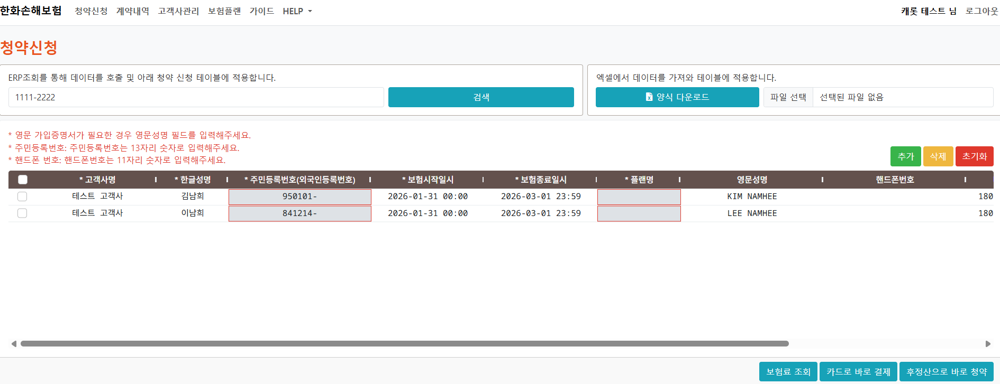 한화손해보험 청약신청 계약내역 고객사관리 보험플랜 가이드 HELP 캐롯 테스트 님 로그아웃
청약신청
ERP조회를 통해 데이터를 호출 및 아래 청약 신청 테이블에 적용합니다.
1111-2222 검색
엑셀에서 데이터를 가져와 테이블에 적용합니다.
양식 다운로드 파일 선택 선택된 파일 없음
* 영문 가입증명서가 필요한 경우 영문성명 필드를 입력해주세요.
* 주민등록번호: 주민등록번호는 13자리 숫자로 입력해주세요.
* 핸드폰 번호: 핸드폰번호는 11자리 숫자로 입력해주세요.
추가 삭제 초기화
* 고객사명 * 한글성명 * 주민등록번호(외국인등록번호) * 보험시작일시 * 보험종료일시 * 플랜명 영문성명 핸드폰번호
테스트 고객사 김남희 950101- 2026-01-31 00:00 2026-03-01 23:59 KIM NAMHEE 180
테스트 고객사 이남희 841214- 2026-01-31 00:00 2026-03-01 23:59 LEE NAMHEE 180
보험료 조회 카드로 바로 결제 후정산으로 바로 청약